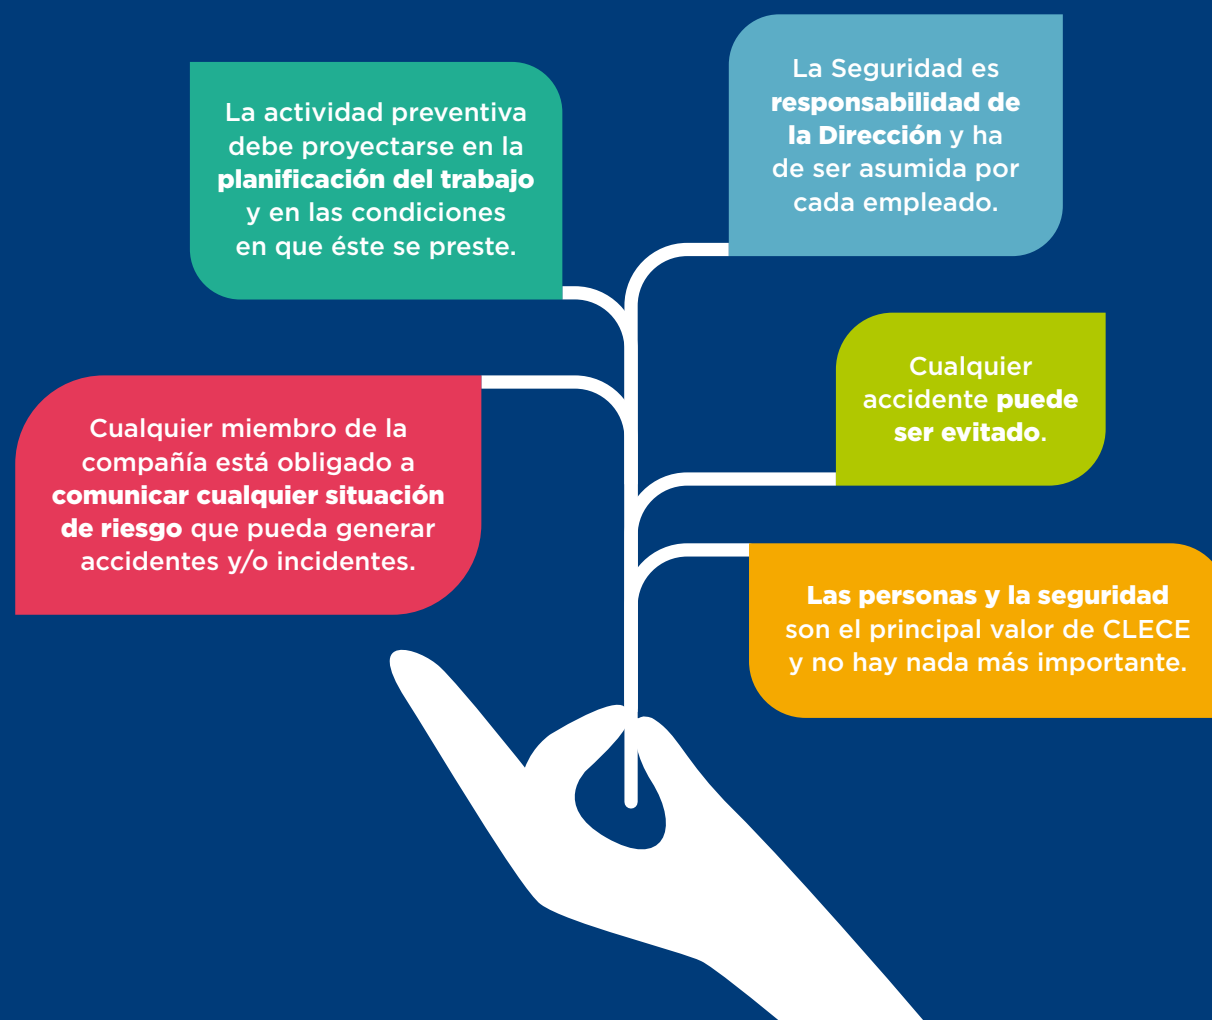 La actividad preventiva
debe proyectarse en la
planificación del trabajo
y en las condiciones
en que éste se preste.
La Seguridad es
responsabilidad de
la Dirección y ha
de ser asumida por
cada empleado.
Cualquier miembro de la
compañía está obligado a
comunicar cualquier situación
de riesgo que pueda generar
accidentes y/o incidentes.
Cualquier
accidente puede
ser evitado.
Las personas y la seguridad
son el principal valor de CLECE
y no hay nada más importante.